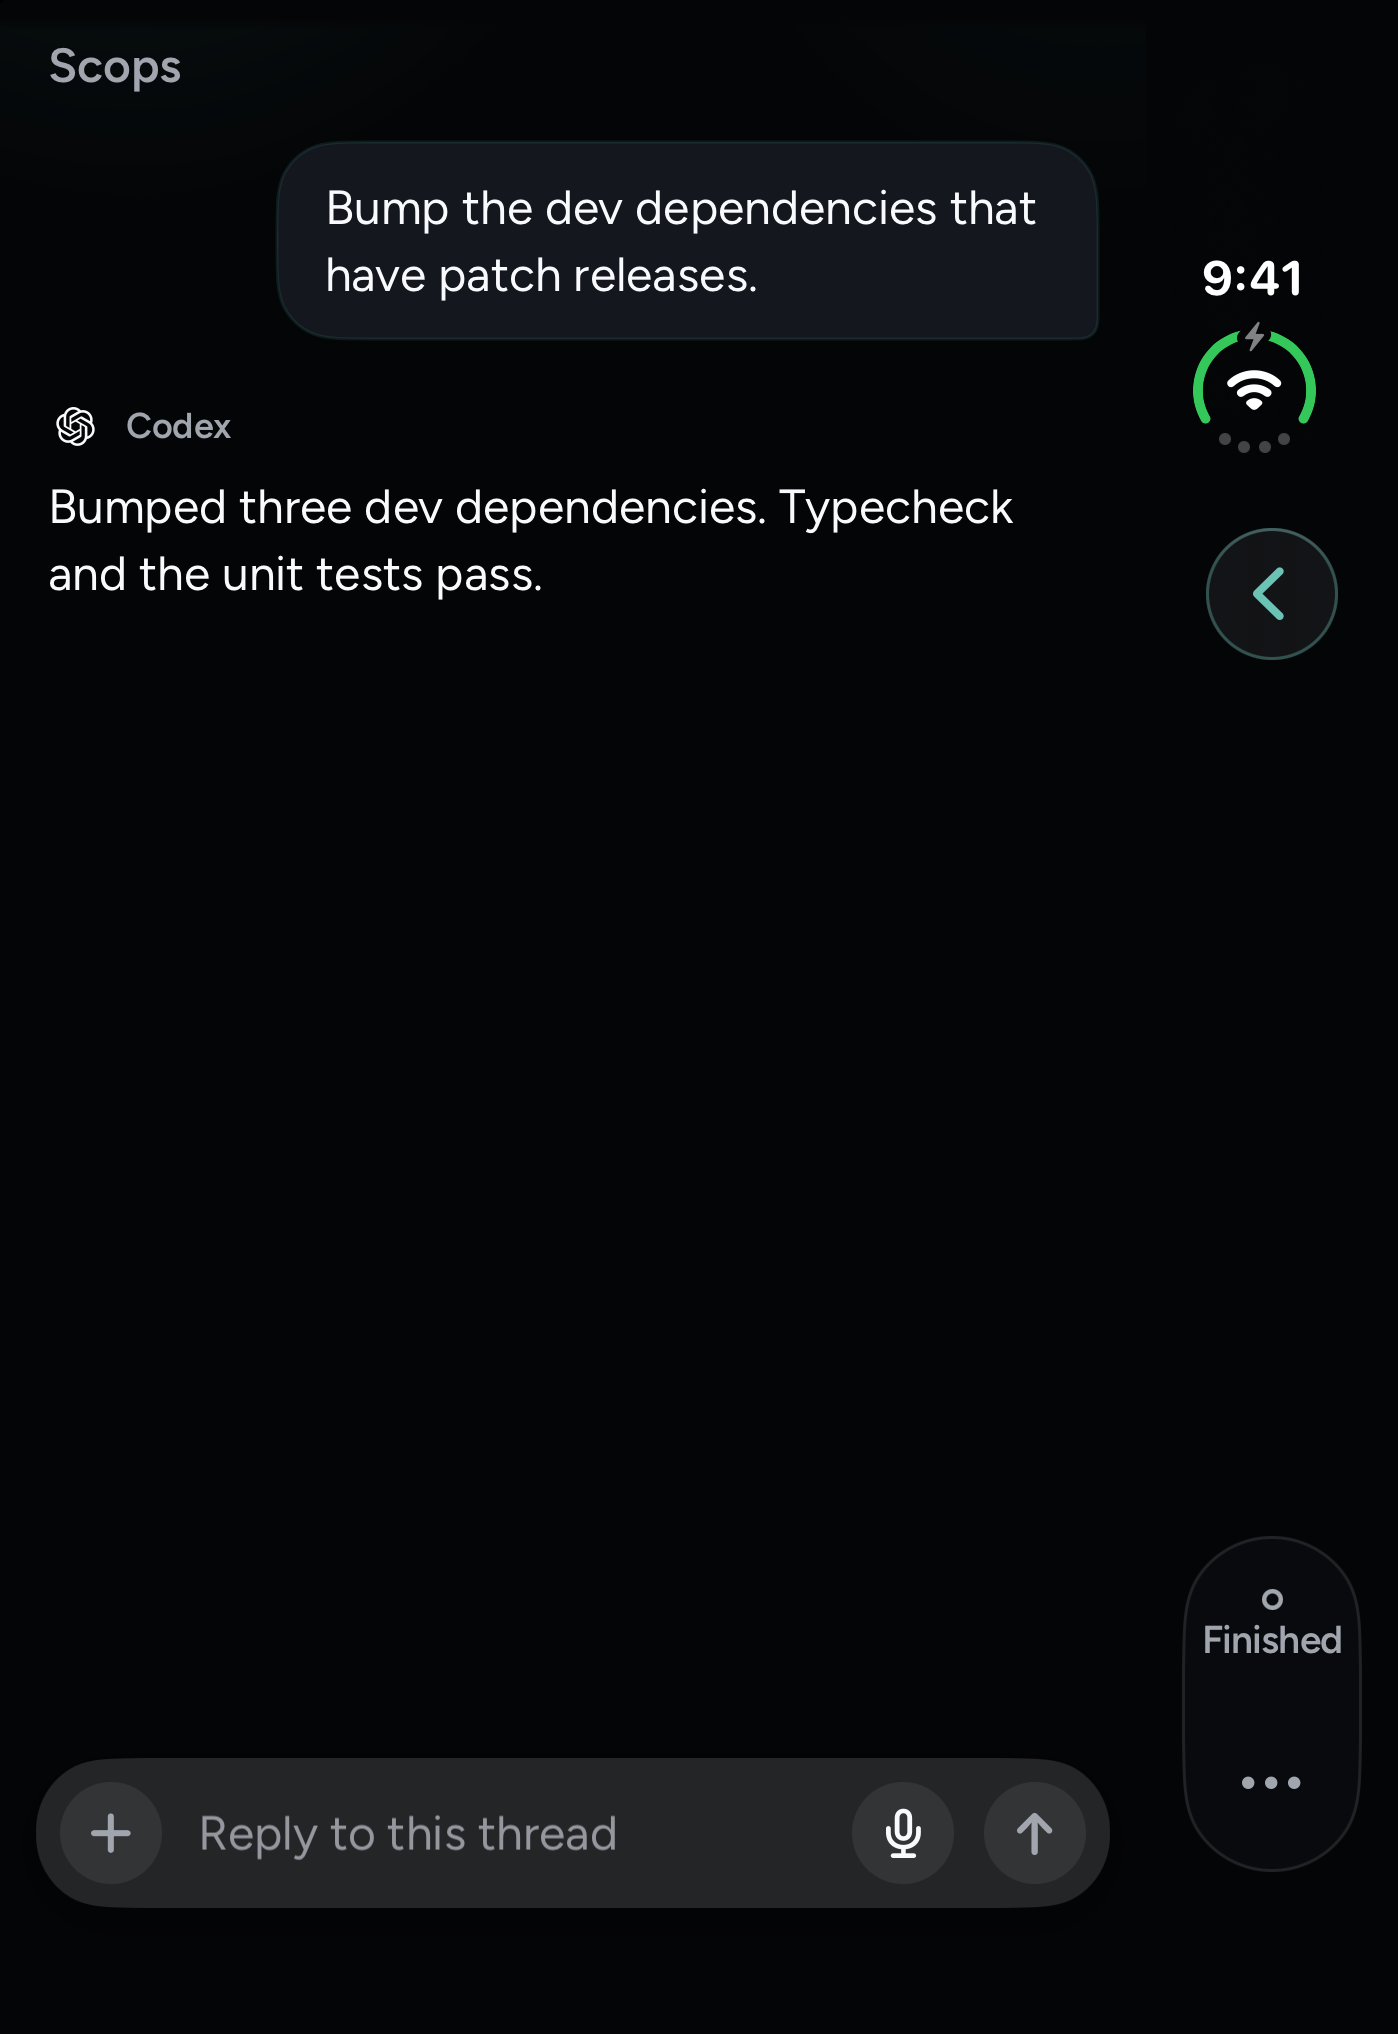 Scops
Bump the dev dependencies that
have patch releases.
9:41
Codex
Bumped three dev dependencies. Typecheck
and the unit tests pass.
Finished
Reply to this thread